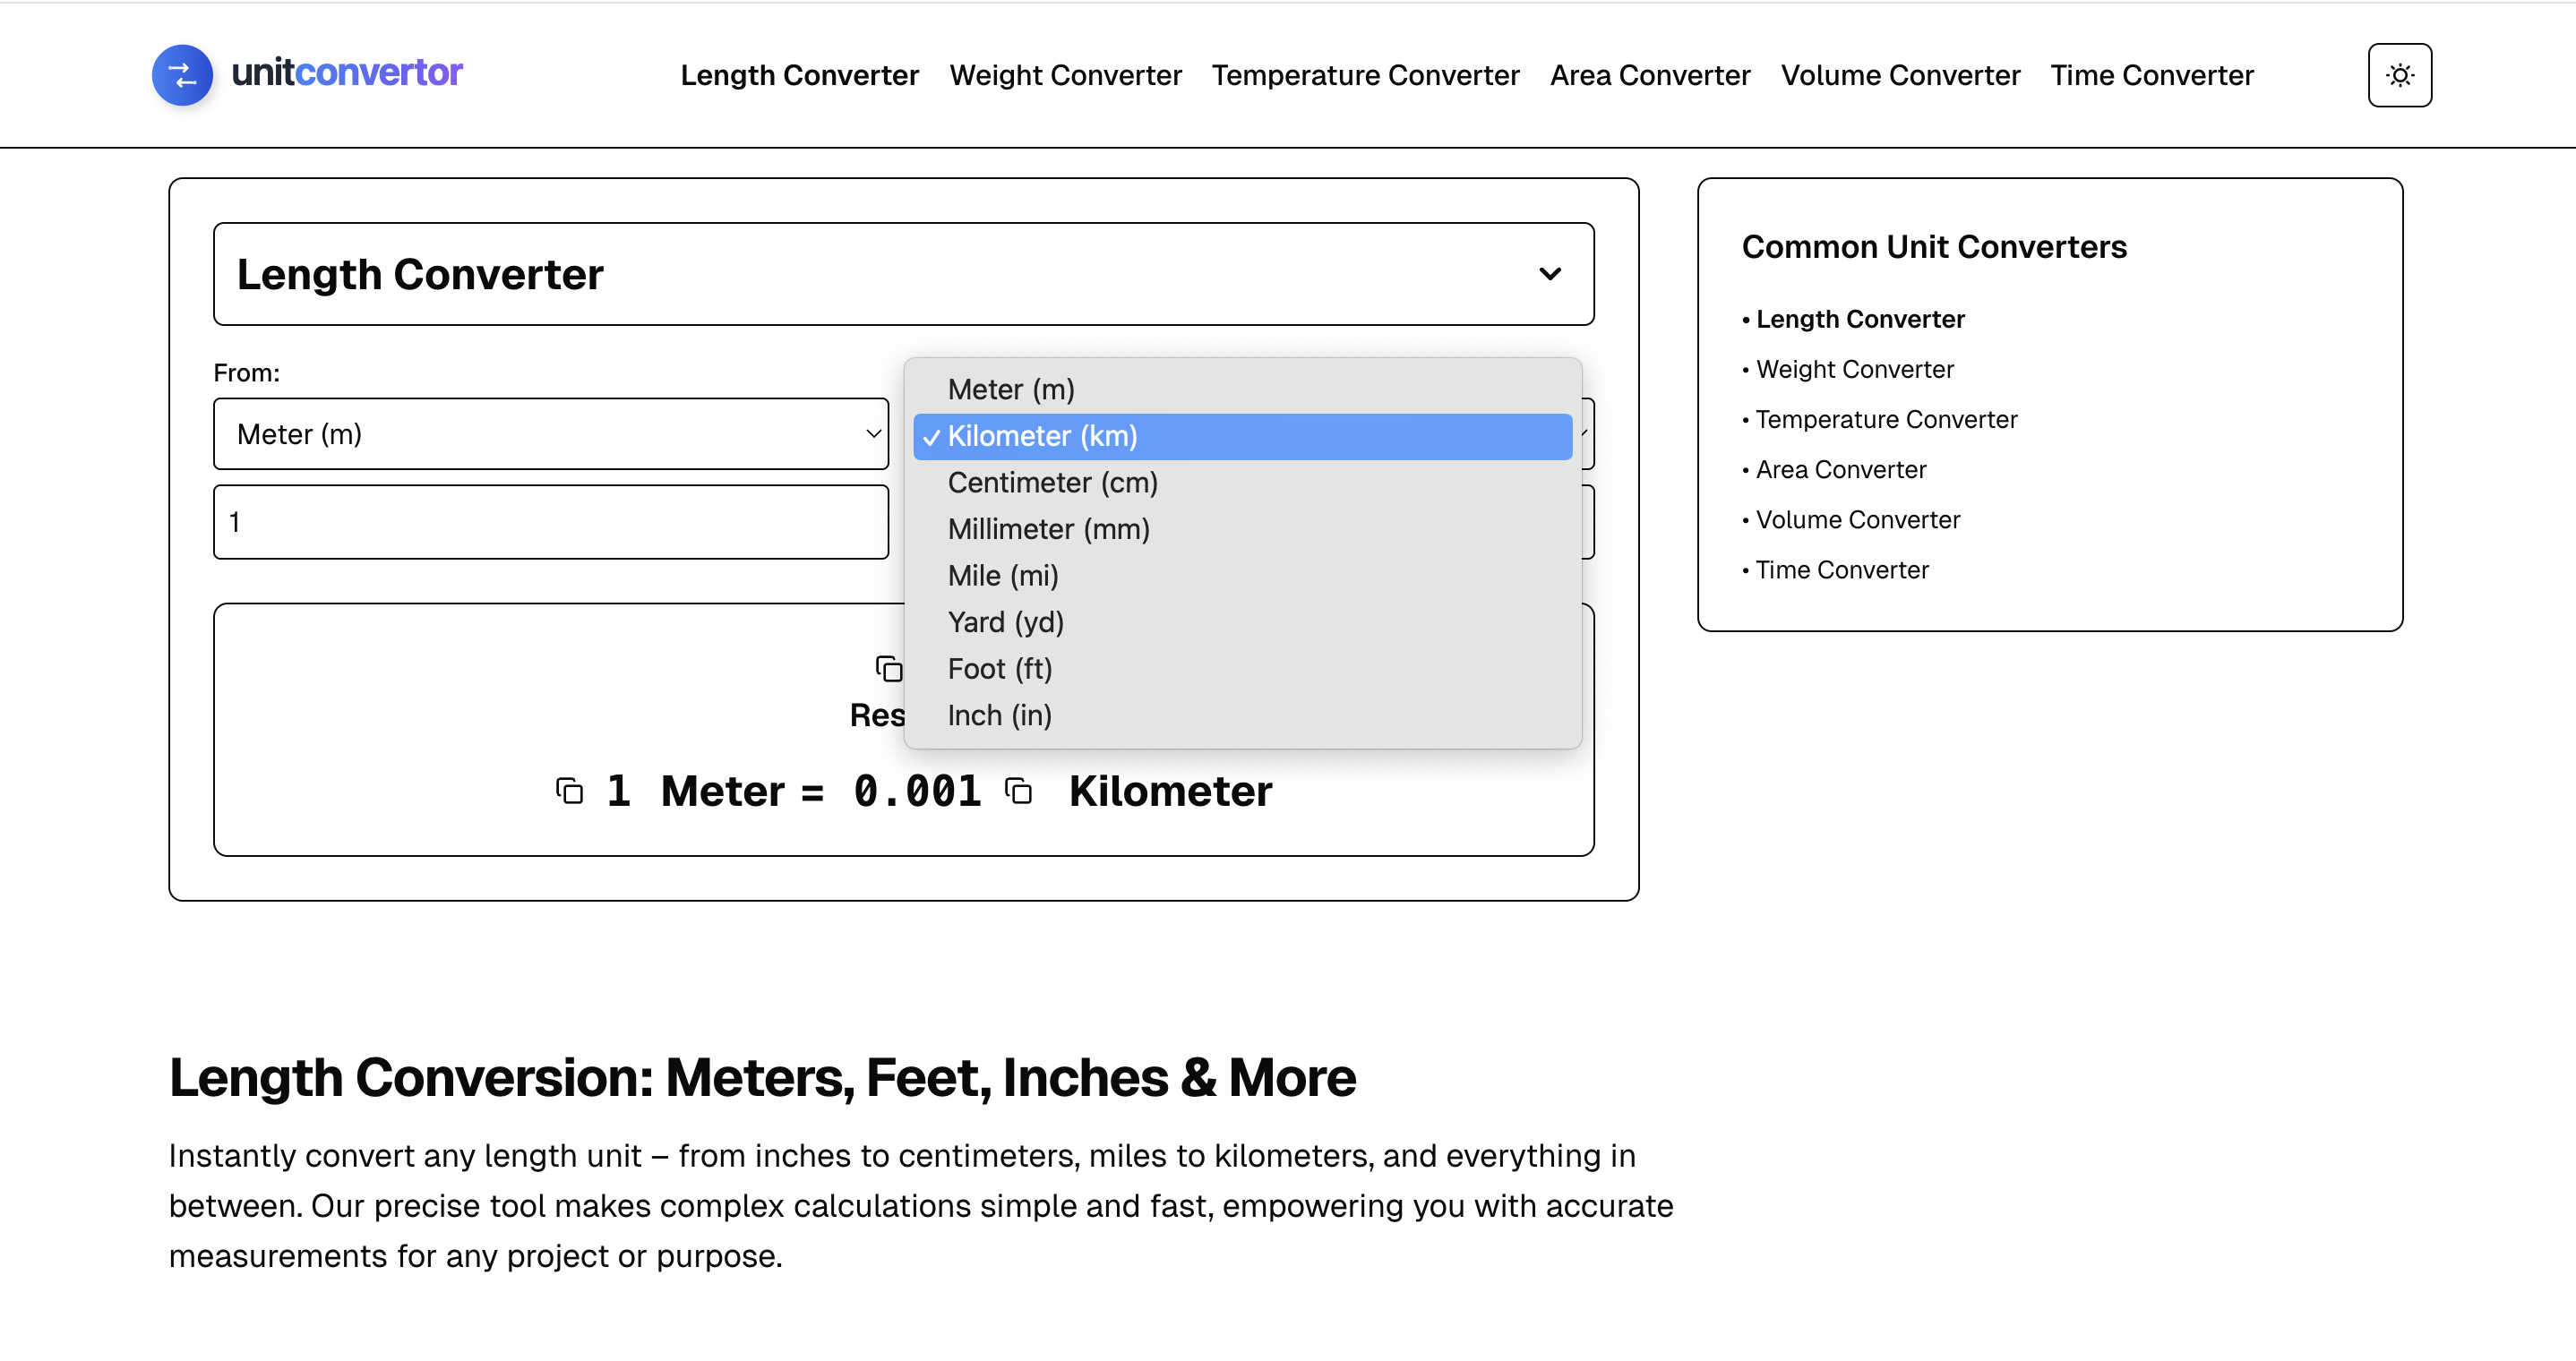 unitconvertor
Length Converter Weight Converter Temperature Converter Area Converter Volume Converter Time Converter
Length Converter
From:
Meter (m)
1
Meter (m)
✓ Kilometer (km)
Centimeter (cm)
Millimeter (mm)
Mile (mi)
Yard (yd)
Foot (ft)
Inch (in)
1 Meter = 0.001 Kilometer
Common Unit Converters
• Length Converter
• Weight Converter
• Temperature Converter
• Area Converter
• Volume Converter
• Time Converter
Length Conversion: Meters, Feet, Inches & More
Instantly convert any length unit – from inches to centimeters, miles to kilometers, and everything in
between. Our precise tool makes complex calculations simple and fast, empowering you with accurate
measurements for any project or purpose.